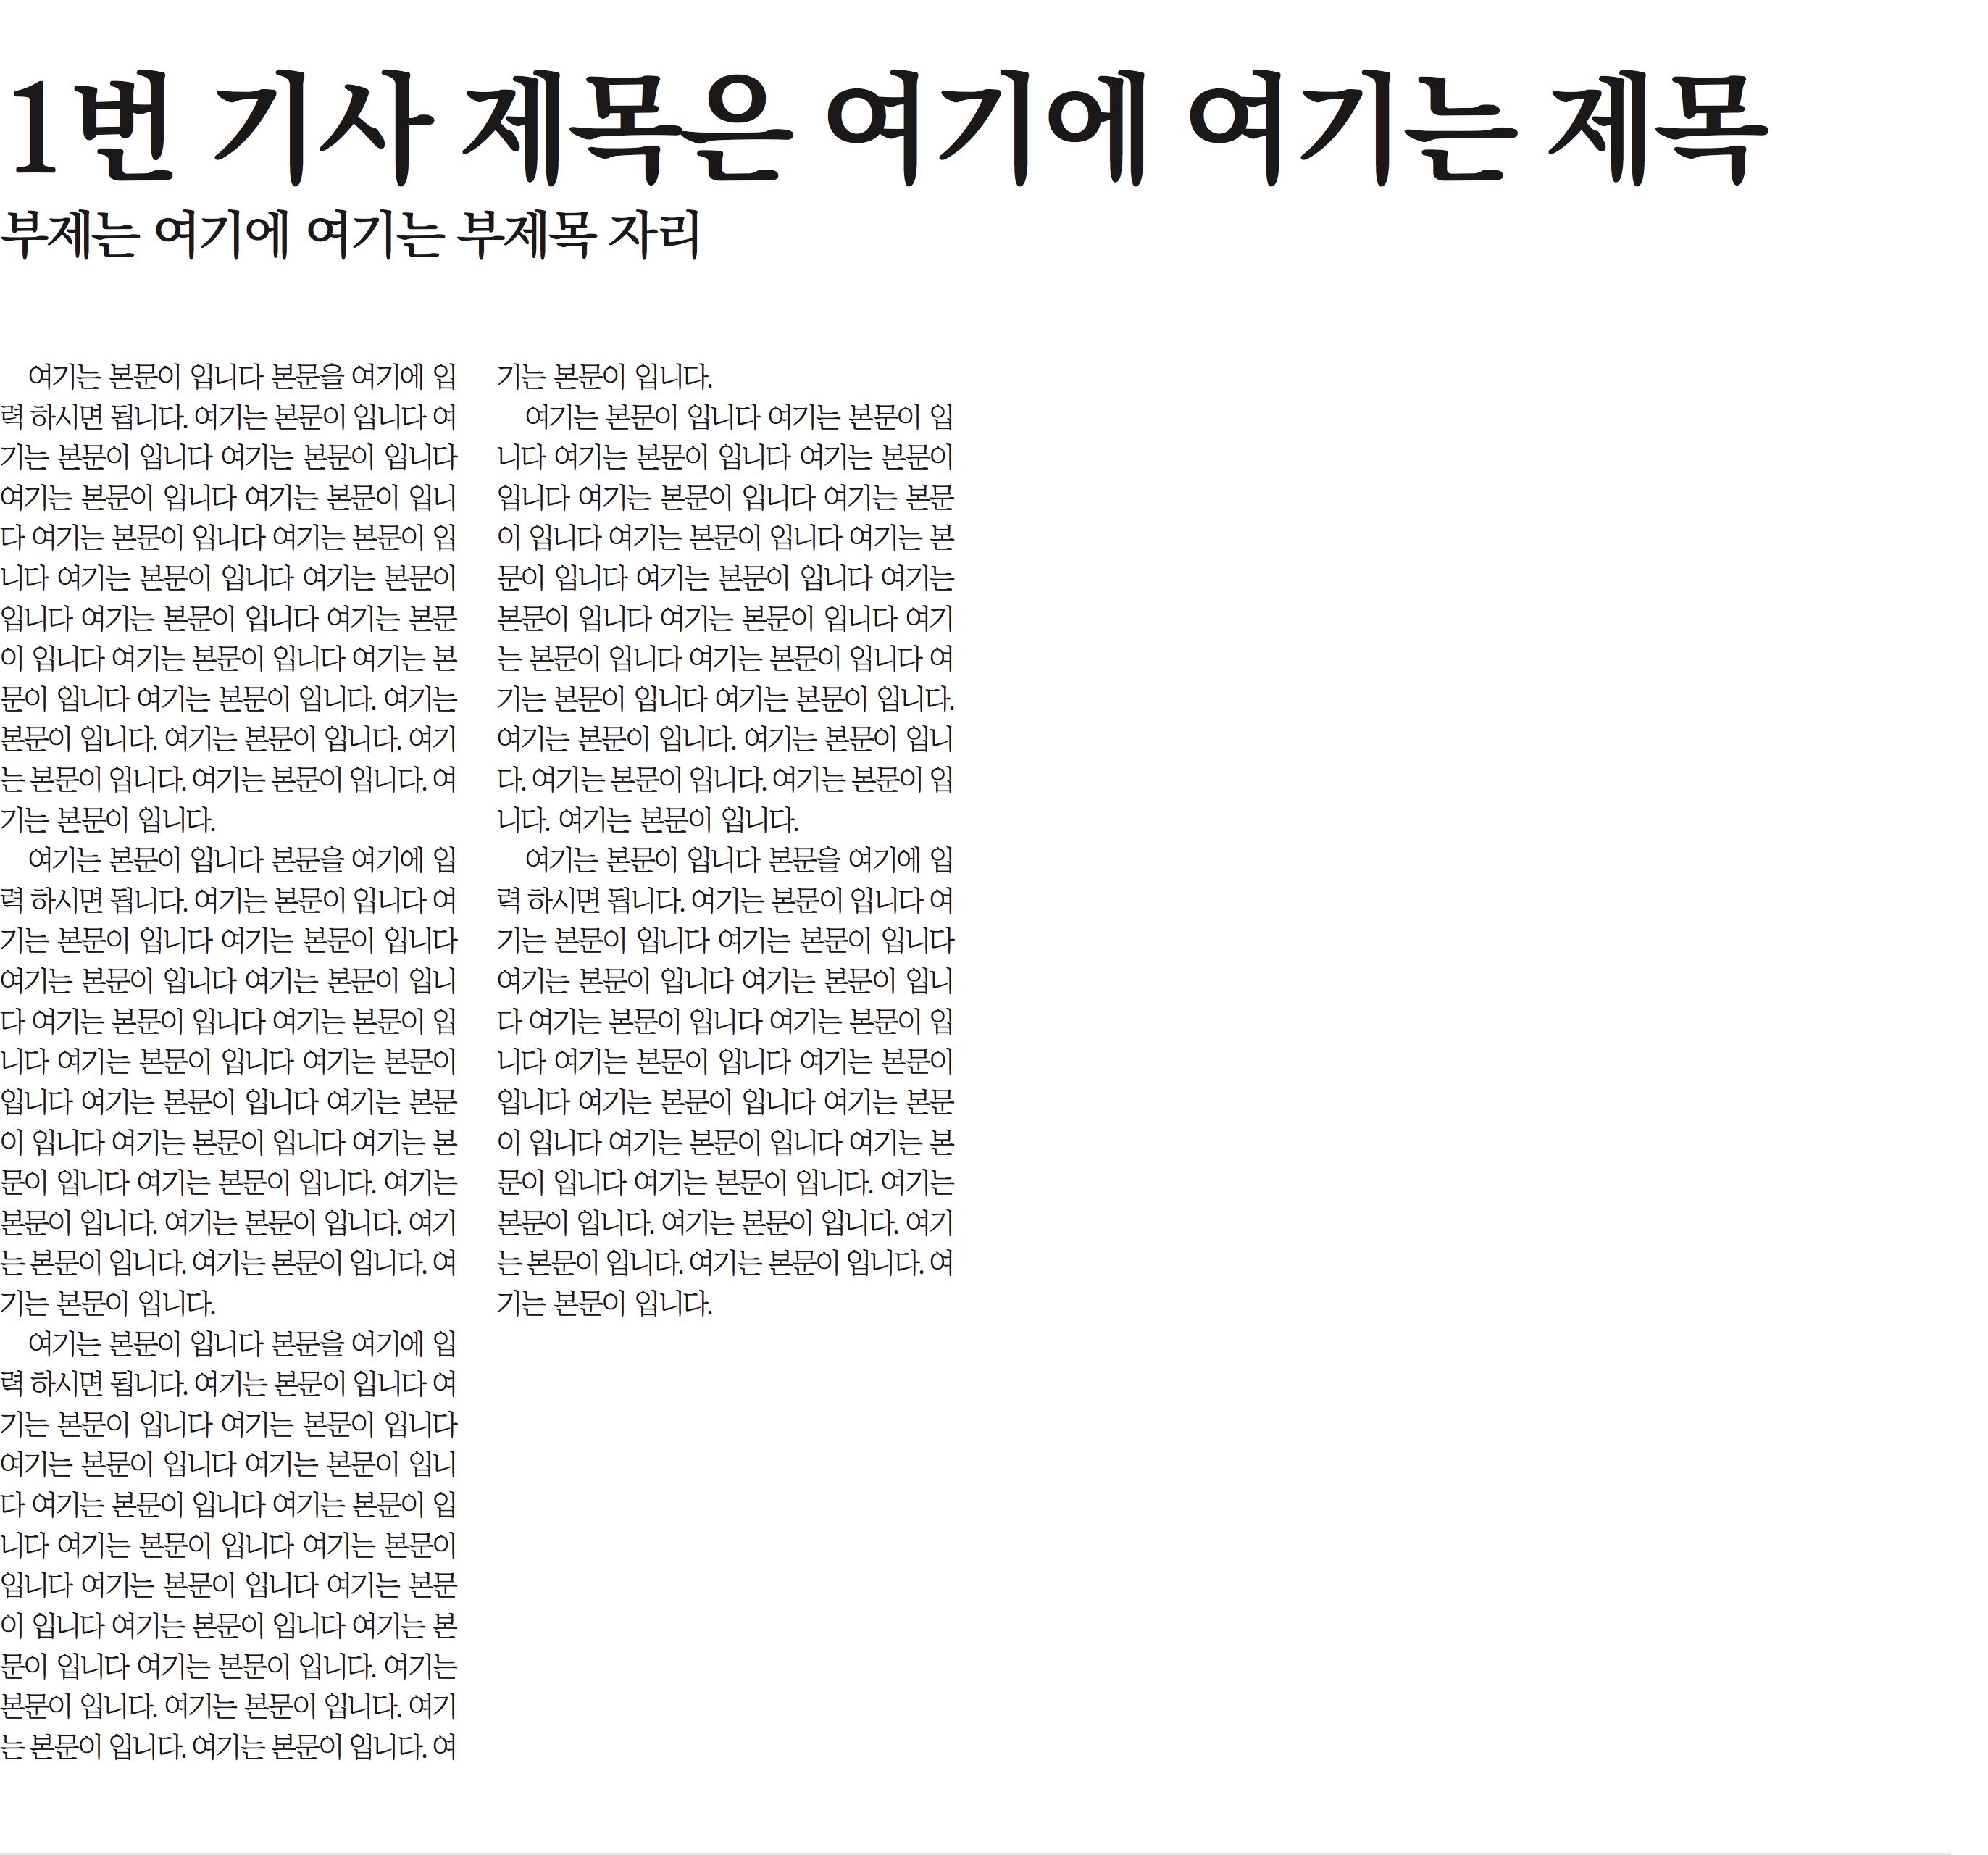 1번 기사 제목은 여기에 여기는 제목
부제는 여기에 여기는 부제목 자리
여기는 본문이 입니다 본문을 여기에 입
력 하시면 됩니다. 여기는 본문이 입니다 여
기는 본문이 입니다 여기는 본문이 입니다
여기는 본문이 입니다 여기는 본문이 입니
다 여기는 본문이 입니다 여기는 본문이 입
니다 여기는 본문이 입니다 여기는 본문이
입니다 여기는 본문이 입니다 여기는 본문
이 입니다 여기는 본문이 입니다 여기는 본
문이 입니다 여기는 본문이 입니다. 여기는
본문이 입니다. 여기는 본문이 입니다. 여기
는 본문이 입니다. 여기는 본문이 입니다. 여
기는 본문이 입니다.
여기는 본문이 입니다 본문을 여기에 입
력 하시면 됩니다. 여기는 본문이 입니다 여
기는 본문이 입니다 여기는 본문이 입니다
여기는 본문이 입니다 여기는 본문이 입니
다 여기는 본문이 입니다 여기는 본문이 입
니다 여기는 본문이 입니다 여기는 본문이
입니다 여기는 본문이 입니다 여기는 본문
이 입니다 여기는 본문이 입니다 여기는 본
문이 입니다 여기는 본문이 입니다. 여기는
본문이 입니다. 여기는 본문이 입니다. 여기
는 본문이 입니다. 여기는 본문이 입니다. 여
기는 본문이 입니다.
여기는 본문이 입니다 본문을 여기에 입
력 하시면 됩니다. 여기는 본문이 입니다 여
기는 본문이 입니다 여기는 본문이 입니다
여기는 본문이 입니다 여기는 본문이 입니
다 여기는 본문이 입니다 여기는 본문이 입
니다 여기는 본문이 입니다 여기는 본문이
입니다 여기는 본문이 입니다 여기는 본문
이 입니다 여기는 본문이 입니다 여기는 본
문이 입니다 여기는 본문이 입니다. 여기는
본문이 입니다. 여기는 본문이 입니다. 여기
는 본문이 입니다. 여기는 본문이 입니다. 여
기는 본문이 입니다.
여기는 본문이 입니다 여기는 본문이 입
니다 여기는 본문이 입니다 여기는 본문이
입니다 여기는 본문이 입니다 여기는 본문
이 입니다 여기는 본문이 입니다 여기는 본
문이 입니다 여기는 본문이 입니다 여기는
본문이 입니다 여기는 본문이 입니다 여기
는 본문이 입니다 여기는 본문이 입니다 여
기는 본문이 입니다 여기는 본문이 입니다.
여기는 본문이 입니다. 여기는 본문이 입니
다. 여기는 본문이 입니다. 여기는 본문이 입
니다. 여기는 본문이 입니다.
여기는 본문이 입니다 본문을 여기에 입
력 하시면 됩니다. 여기는 본문이 입니다 여
기는 본문이 입니다 여기는 본문이 입니다
여기는 본문이 입니다 여기는 본문이 입니
다 여기는 본문이 입니다 여기는 본문이 입
니다 여기는 본문이 입니다 여기는 본문이
입니다 여기는 본문이 입니다 여기는 본문
이 입니다 여기는 본문이 입니다 여기는 본
문이 입니다 여기는 본문이 입니다. 여기는
본문이 입니다. 여기는 본문이 입니다. 여기
는 본문이 입니다. 여기는 본문이 입니다. 여
기는 본문이 입니다.